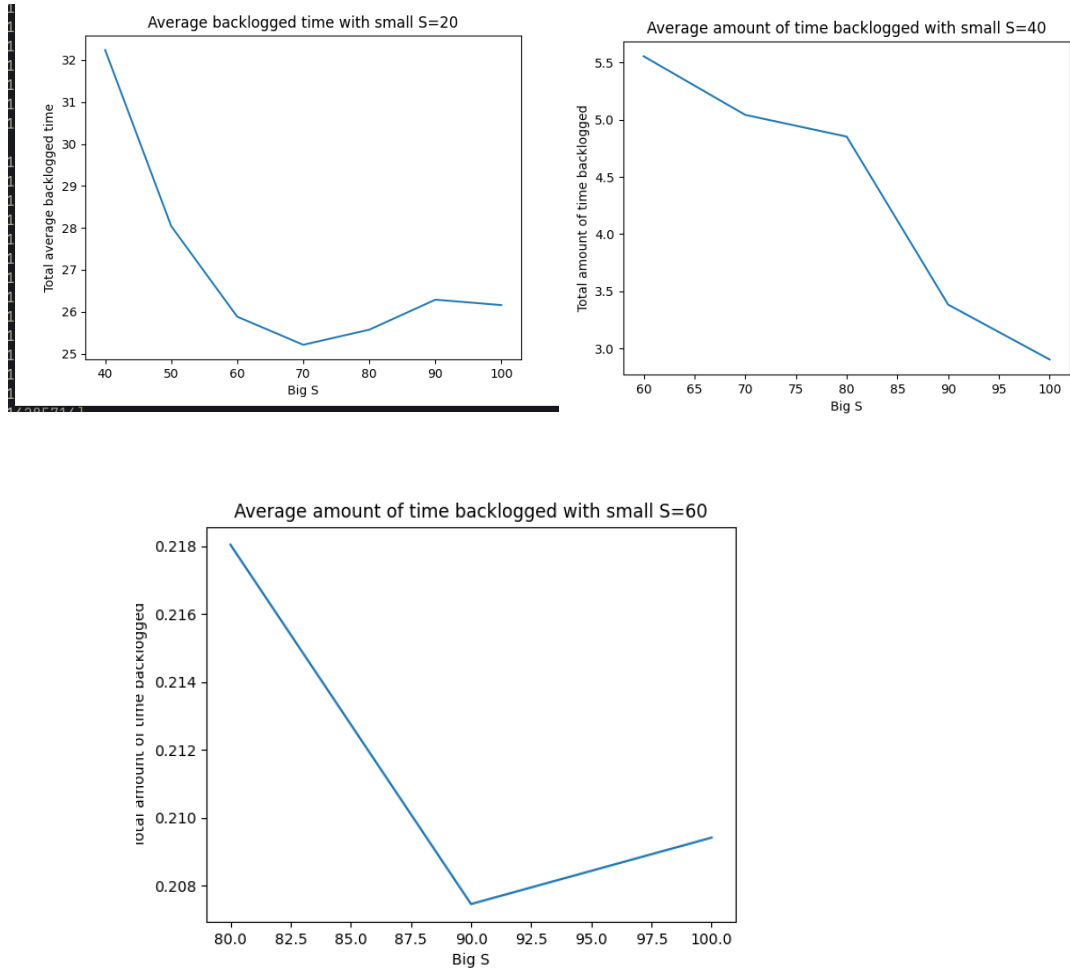 Average backlogged time with small S=20
Total average backlogged time
32
31
30
29
28
27
26
25
40 50 60 70 80 90 100
Big S
Average amount of time backlogged with small S=40
Total amount of time backlogged
5.5
5.0
4.5
4.0
3.5
3.0
60 65 70 75 80 85 90 95 100
Big S
Average amount of time backlogged with small S=60
Total amount of time backlogged
0.218
0.216
0.214
0.212
0.210
0.208
80.0 82.5 85.0 87.5 90.0 92.5 95.0 97.5 100.0
Big S